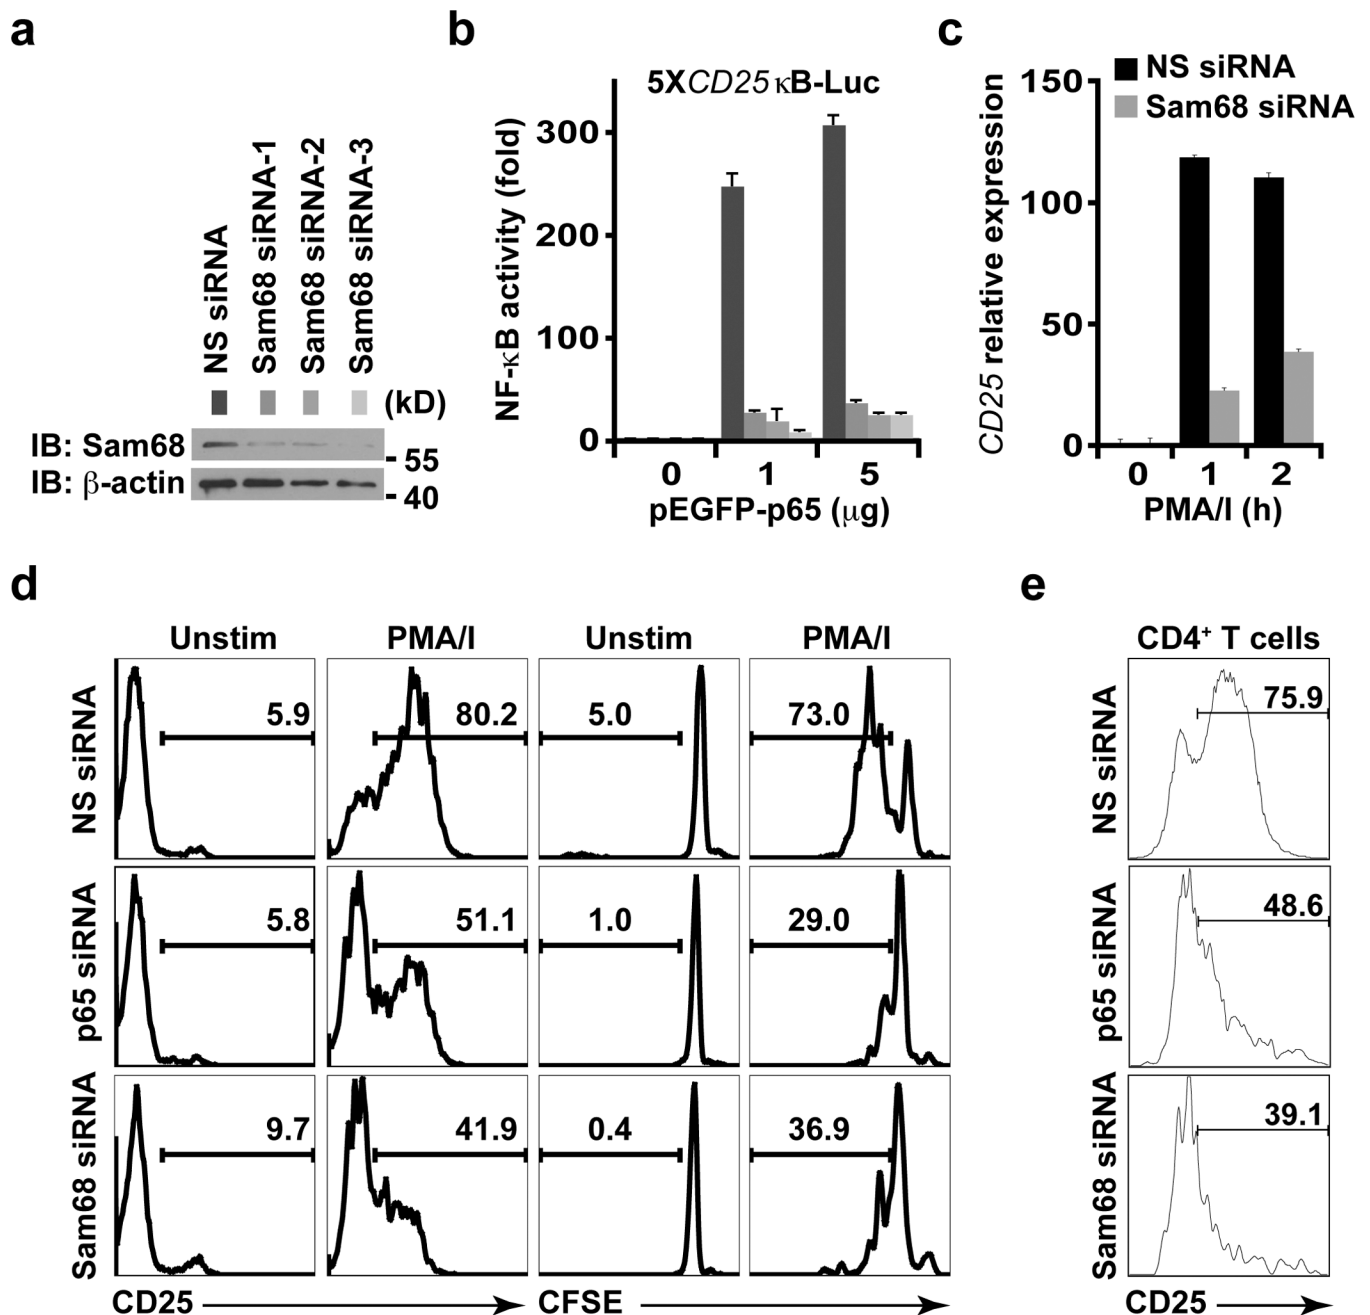 a
NS siRNA
Sam68 siRNA-1
Sam68 siRNA-2
Sam68 siRNA-3
(kD)
IB: Sam68
55
IB: β-actin
40
b
5XCD25 κB-Luc
NF-κB activity (fold)
300
200
100
0
0 1 5
pEGFP-p65 (μg)
c
NS siRNA
Sam68 siRNA
CD25 relative expression
150
100
50
0
0 1 2
PMA/I (h)
d
Unstim PMA/I Unstim PMA/I
NS siRNA
5.9 80.2 5.0 73.0
p65 siRNA
5.8 51.1 1.0 29.0
Sam68 siRNA
9.7 41.9 0.4 36.9
CD25 CFSE
e
CD4⁺ T cells
NS siRNA
75.9
p65 siRNA
48.6
Sam68 siRNA
39.1
CD25